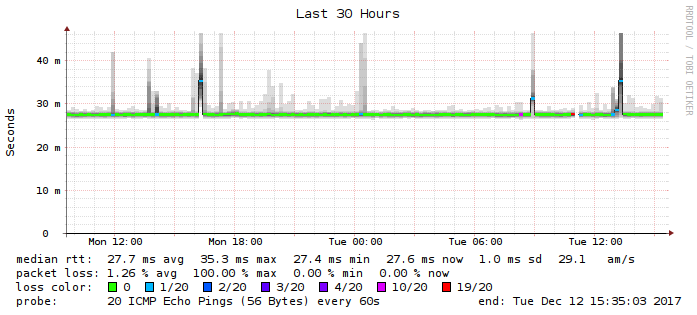 Last 30 Hours
RRDTOOL / TOBI OETIKER
Seconds
40 m
30 m
20 m
10 m
0
Mon 12:00 Mon 18:00 Tue 00:00 Tue 06:00 Tue 12:00
median rtt: 27.7 ms avg 35.3 ms max 27.4 ms min 27.6 ms now 1.0 ms sd 29.1 am/s
packet loss: 1.26 % avg 100.00 % max 0.00 % min 0.00 % now
loss color: 0 1/20 2/20 3/20 4/20 10/20 19/20
probe: 20 ICMP Echo Pings (56 Bytes) every 60s end: Tue Dec 12 15:35:03 2017